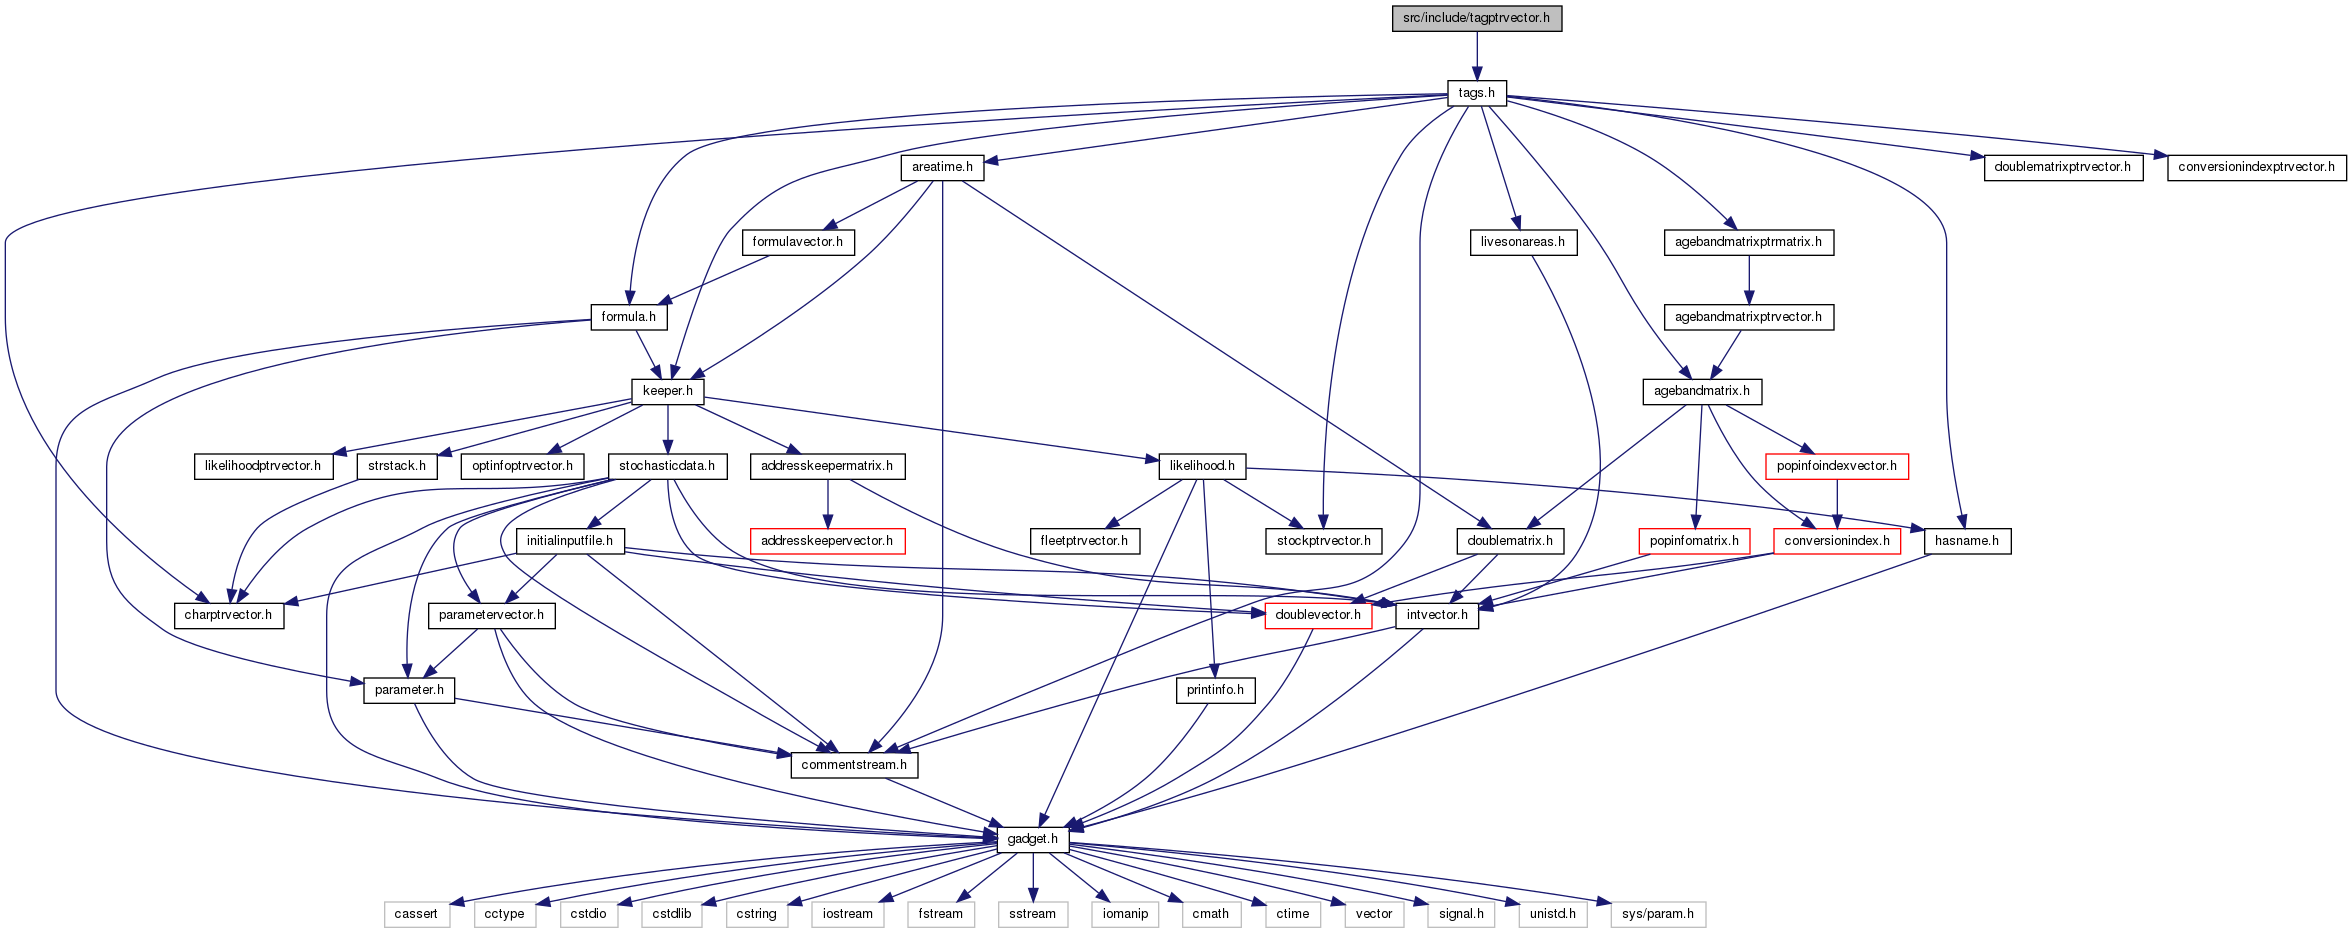 src/include/tagptrvector.h
tags.h
areatime.h
doublematrixptrvector.h
conversionindexptrvector.h
formulavector.h
livesonareas.h
agebandmatrixptrmatrix.h
formula.h
agebandmatrixptrvector.h
keeper.h
agebandmatrix.h
likelihoodptrvector.h
strstack.h
optinfoptrvector.h
stochasticdata.h
addresskeepermatrix.h
likelihood.h
popinfoindexvector.h
initialinputfile.h
addresskeepervector.h
fleetptrvector.h
stockptrvector.h
doublematrix.h
popinfomatrix.h
conversionindex.h
hasname.h
charptrvector.h
parametervector.h
doublevector.h
intvector.h
parameter.h
printinfo.h
commentstream.h
gadget.h
cassert
cctype
cstdio
cstdlib
cstring
iostream
fstream
sstream
iomanip
cmath
ctime
vector
signal.h
unistd.h
sys/param.h